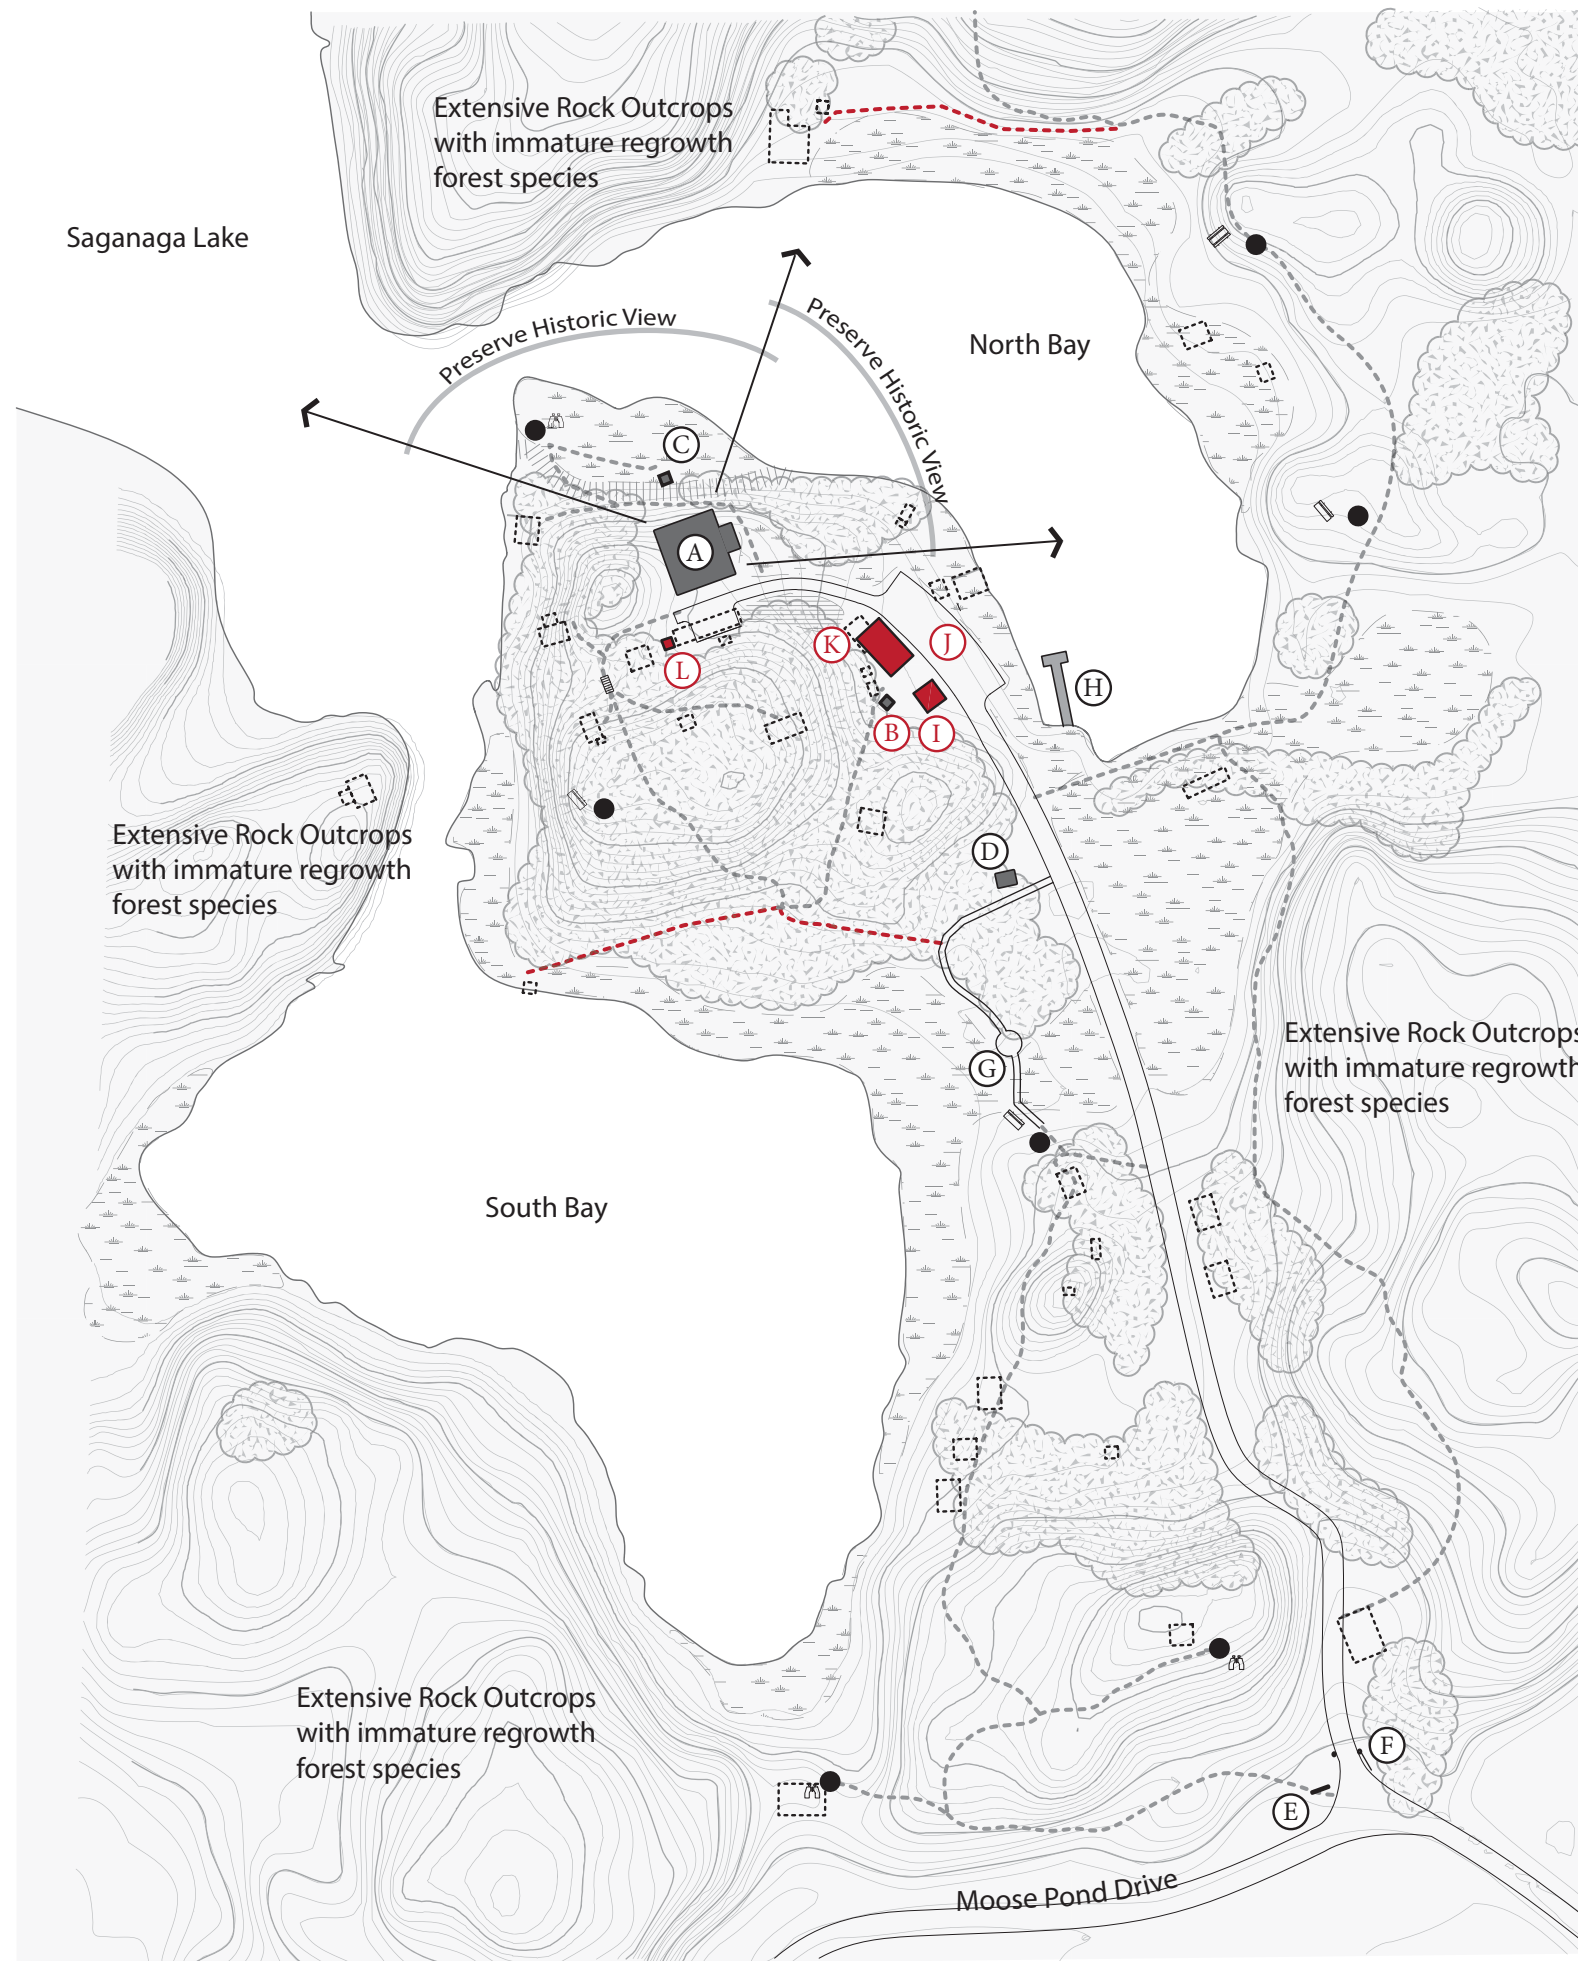 Extensive Rock Outcrops
with immature regrowth
forest species
Saganaga Lake
Preserve Historic View
Preserve Historic View
North Bay
C
A
K
J
L
H
B
I
D
Extensive Rock Outcrops
with immature regrowth
forest species
Extensive Rock Outcrops
with immature regrowth
forest species
G
South Bay
Extensive Rock Outcrops
with immature regrowth
forest species
F
E
Moose Pond Drive